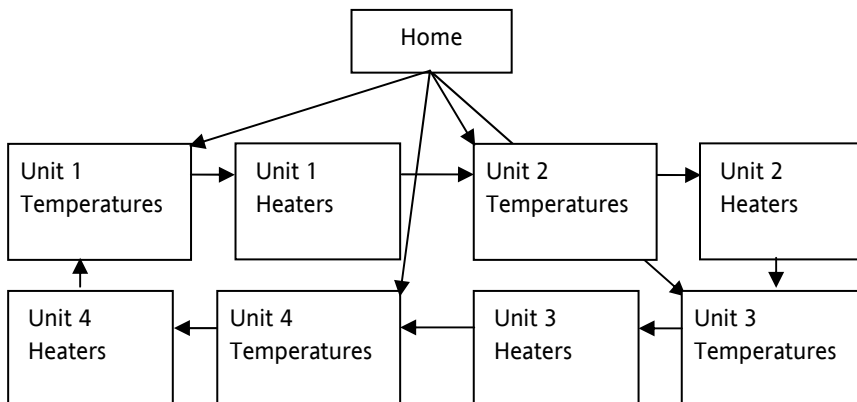 Home
Unit 1
Temperatures
Unit 1
Heaters
Unit 2
Temperatures
Unit 2
Heaters
Unit 4
Heaters
Unit 4
Temperatures
Unit 3
Heaters
Unit 3
Temperatures